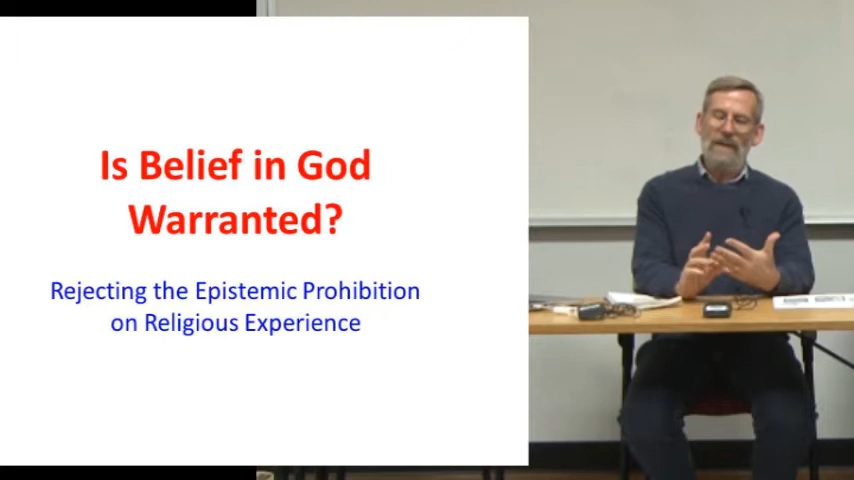 Is Belief in God
Warranted?
Rejecting the Epistemic Prohibition
on Religious Experience